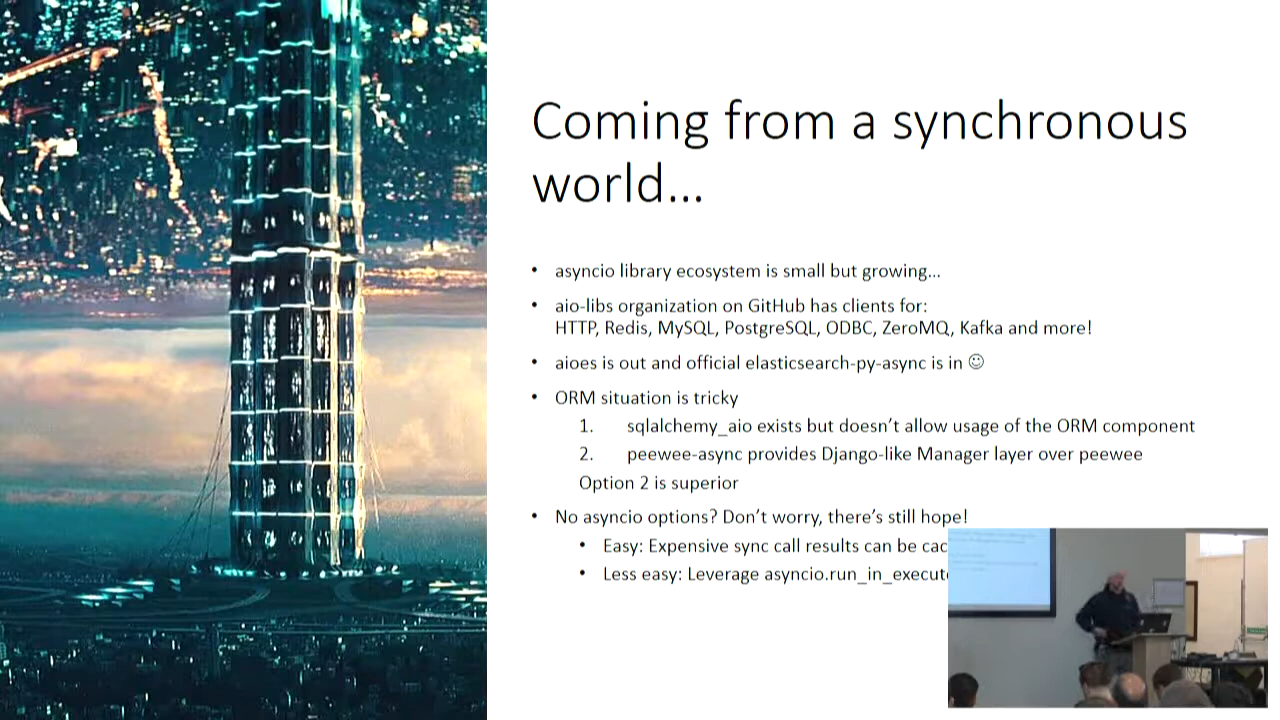 Coming from a synchronous
world...
• asyncio library ecosystem is small but growing...
• aio-libs organization on GitHub has clients for:
HTTP, Redis, MySQL, PostgreSQL, ODBC, ZeroMQ, Kafka and more!
• aioes is out and official elasticsearch-py-async is in ☺
• ORM situation is tricky
1. sqlalchemy_aio exists but doesn't allow usage of the ORM component
2. peewee-async provides Django-like Manager layer over peewee
Option 2 is superior
• No asyncio options? Don't worry, there's still hope!
• Easy: Expensive sync call results can be
• Less easy: Leverage